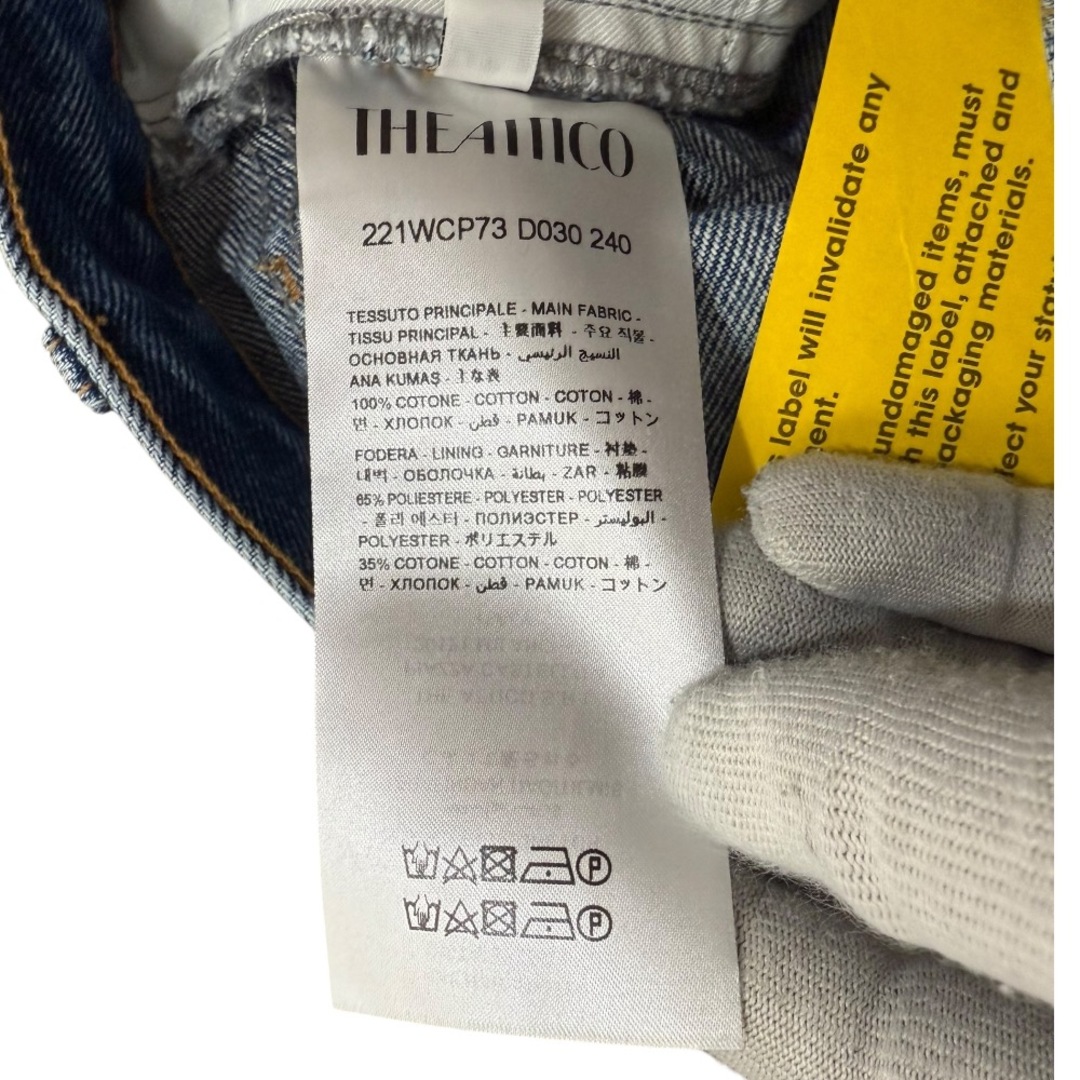 THEATTICO
221WCP73 D030 240
TESSUTO PRINCIPALE - MAIN FABRIC -
TISSU PRINCIPAL - 主要面料 - 주요 직물 -
ОСНОВНАЯ ТКАНЬ - النسيج الرئيسي
ANA KUMAŞ - 主な表
100% COTONE - COTTON - COTON - 棉 -
면 - ХЛОПОК - قطن - PAMUK - コットン
FODERA - LINING - GARNITURE - 衬垫 -
내벽 - ОБОЛОЧКА - بطانة - ZAR - 粘膜
65% POLIESTERE - POLYESTER - POLYESTER
- 폴리 에스터 - ПОЛИЭСТЕР - البوليستر -
POLYESTER - ポリエステル
35% COTONE - COTTON - COTON - 棉 -
면 - ХЛОПОК - قطن - PAMUK - コットン
P
P
label will invalidate any
undamaged items, must
this label, attached and
packaging materials.
your